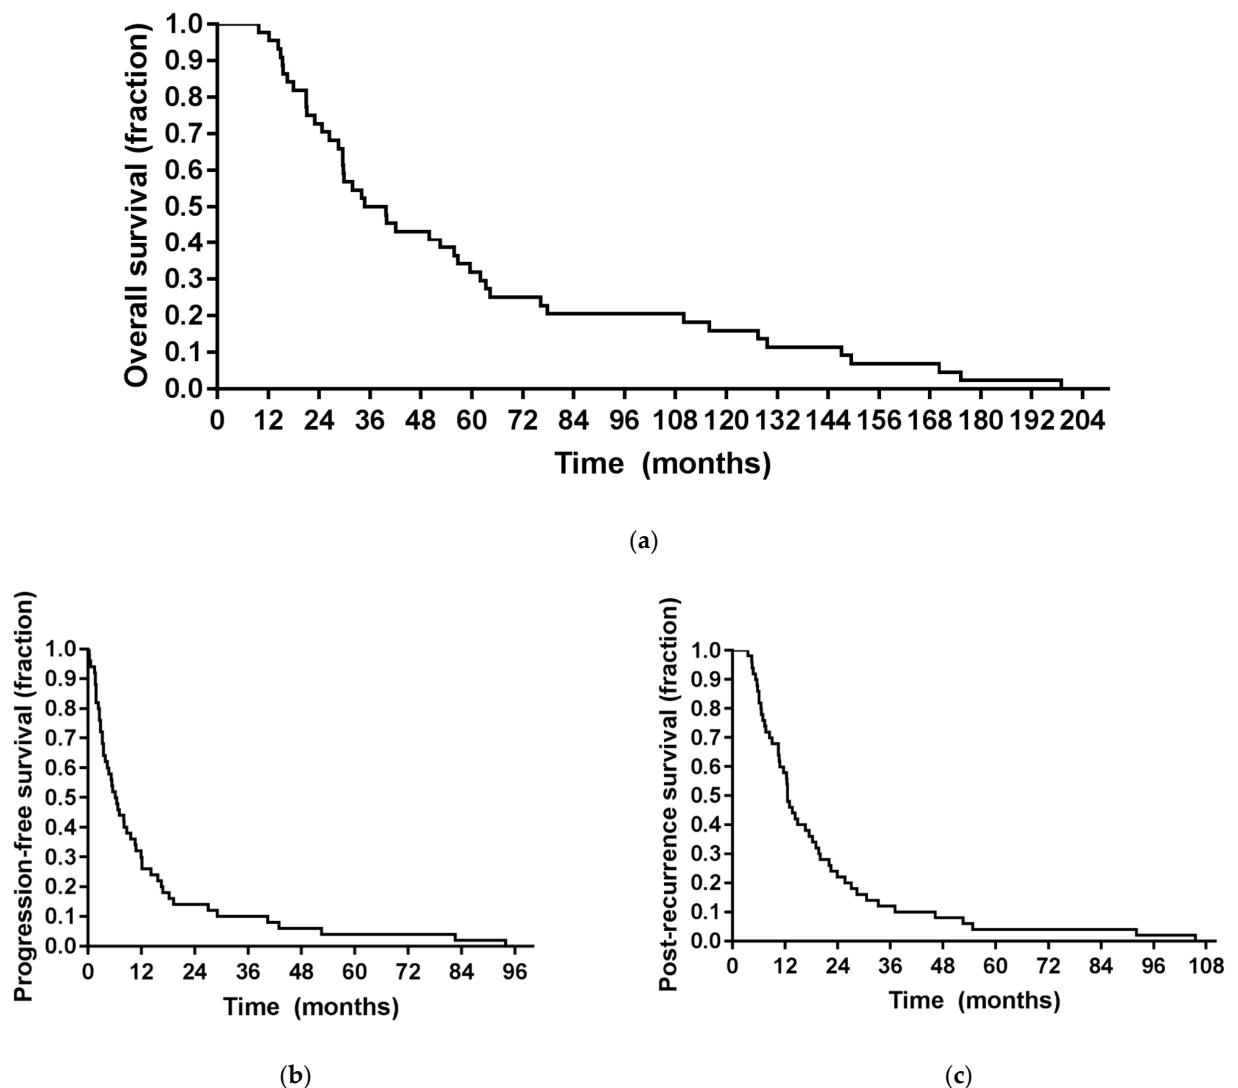 Overall survival (fraction)
1.0
0.9
0.8
0.7
0.6
0.5
0.4
0.3
0.2
0.1
0.0
0 12 24 36 48 60 72 84 96 108 120 132 144 156 168 180 192 204
Time (months)
(a)
Progression-free survival (fraction)
1.0
0.9
0.8
0.7
0.6
0.5
0.4
0.3
0.2
0.1
0.0
0 12 24 36 48 60 72 84 96
Time (months)
(b)
Post-recurrence survival (fraction)
1.0
0.9
0.8
0.7
0.6
0.5
0.4
0.3
0.2
0.1
0.0
0 12 24 36 48 60 72 84 96 108
Time (months)
(c)